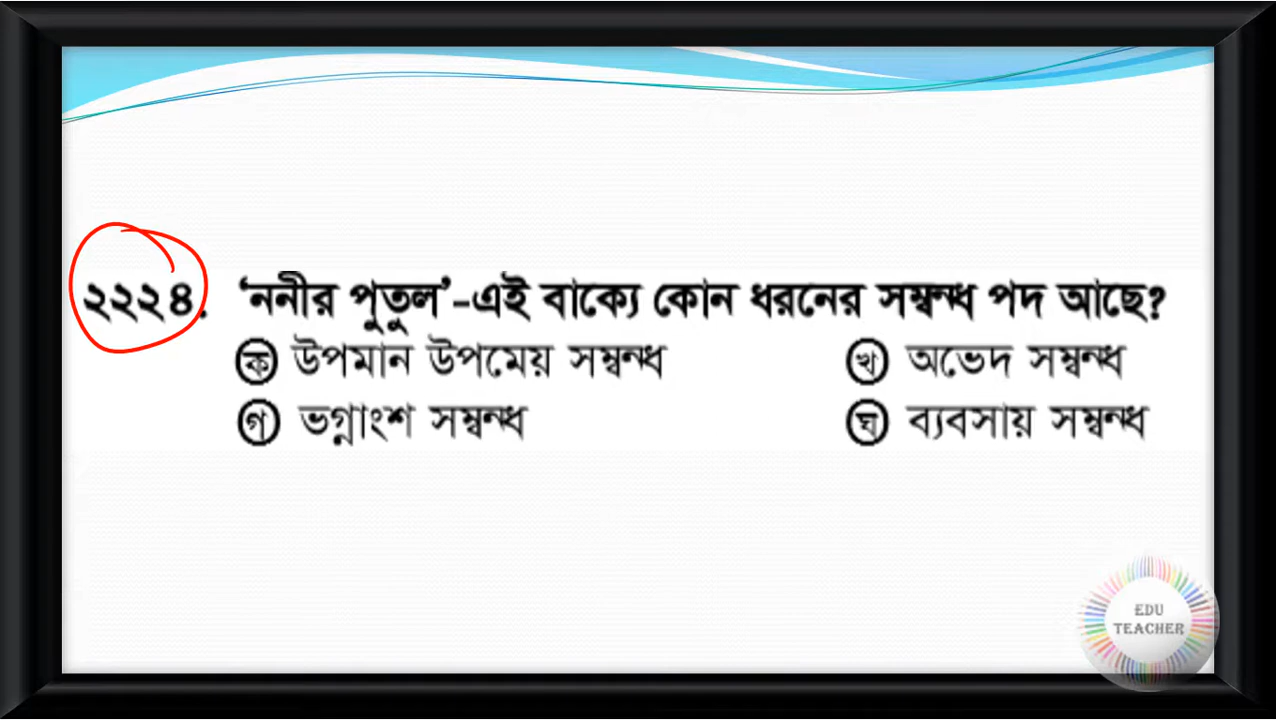 ২২২৪. ‘ননীর পুতুল’-এই বাক্যে কোন ধরনের সম্বন্ধ পদ আছে?
ক উপমান উপমেয় সম্বন্ধ খ অভেদ সম্বন্ধ
গ ভগ্নাংশ সম্বন্ধ ঘ ব্যবসায় সম্বন্ধ
EDU
TEACHER